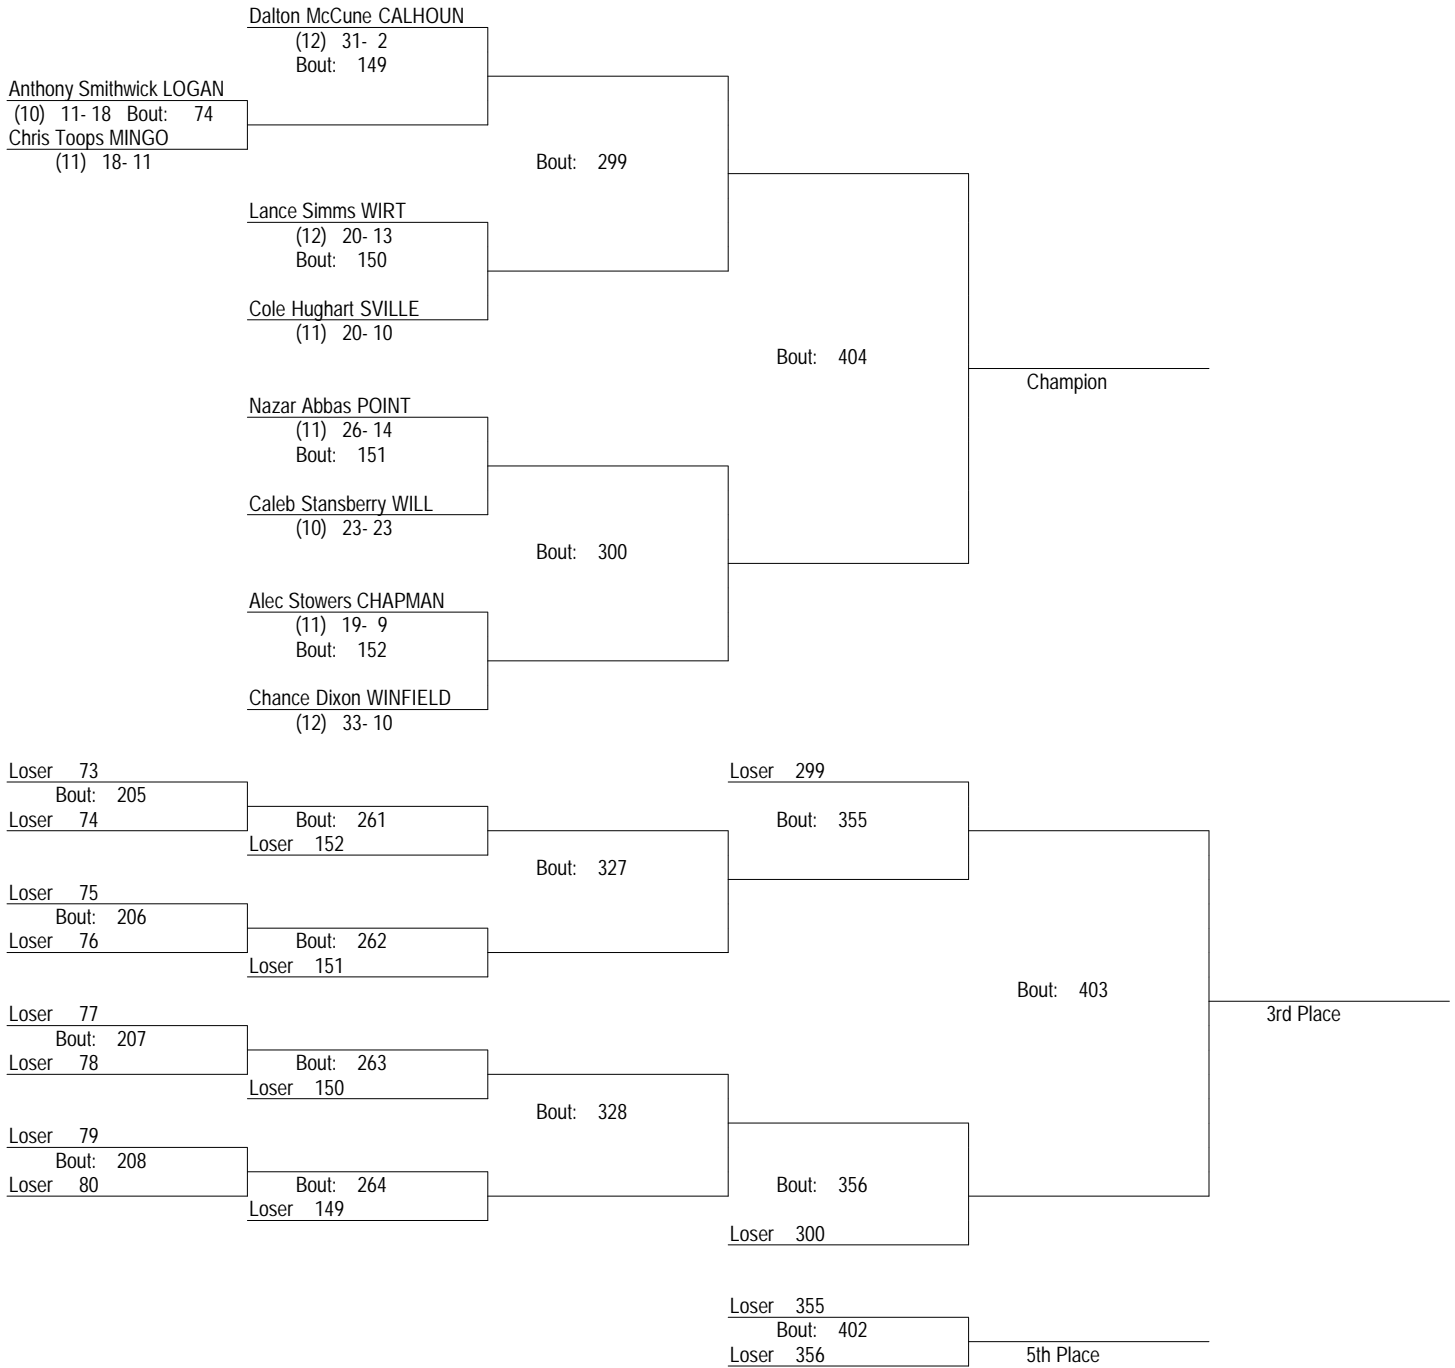 Dalton McCune CALHOUN
(12) 31- 2
Bout: 149
Anthony Smithwick LOGAN
(10) 11- 18 Bout: 74
Chris Toops MINGO
(11) 18- 11
Bout: 299
Lance Simms WIRT
(12) 20- 13
Bout: 150
Cole Hughart SVILLE
(11) 20- 10
Bout: 404
Champion
Nazar Abbas POINT
(11) 26- 14
Bout: 151
Caleb Stansberry WILL
(10) 23- 23
Bout: 300
Alec Stowers CHAPMAN
(11) 19- 9
Bout: 152
Chance Dixon WINFIELD
(12) 33- 10
Loser 73
Bout: 205
Loser 74
Bout: 261
Loser 152
Bout: 327
Loser 299
Bout: 355
Loser 75
Bout: 206
Loser 76
Bout: 262
Loser 151
Bout: 403
3rd Place
Loser 77
Bout: 207
Loser 78
Bout: 263
Loser 150
Bout: 328
Loser 79
Bout: 208
Loser 80
Bout: 264
Loser 149
Bout: 356
Loser 300
Loser 355
Bout: 402
Loser 356
5th Place